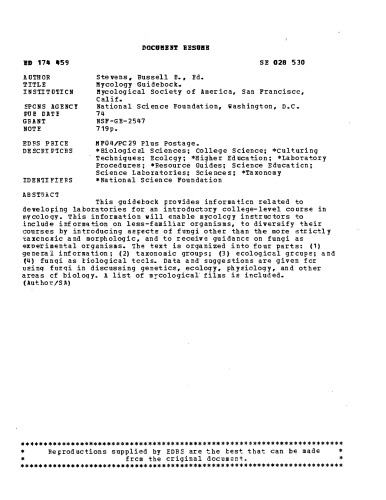 DOCUMENT RESUME
ED 174 459 SE 028 530
AUTHOR Stevens, Russell B., Ed.
TITLE Mycology Guidebook.
INSTITUTION Mycological Society of America, San Francisco,
Calif.
SPONS AGENCY National Science Foundation, Washington, D.C.
PUB DATE 74
GRANT NSF-GE-2547
NOTE 719p.
EDRS PRICE MF04/PC29 Plus Postage.
DESCRIPTORS *Biological Sciences; College Science; *Culturing
Techniques; Ecology; *Higher Education; *Laboratory
Procedures; *Resource Guides; Science Education;
Science Laboratories; Sciences; *Taxonomy
IDENTIFIERS *National Science Foundation
ABSTRACT
This guidebook provides information related to
developing laboratories for an introductory college-level course in
mycology. This information will enable mycology instructors to
include information on less-familiar organisms, to diversify their
courses by introducing aspects of fungi other than the more strictly
taxonomic and morphologic, and to receive guidance on fungi as
experimental organisms. The text is organized into four parts: (1)
general information; (2) taxonomic groups; (3) ecological groups; and
(4) fungi as biological tools. Data and suggestions are given for
using fungi in discussing genetics, ecology, physiology, and other
areas of biology. A list of mycological films is included.
(Author/SA)
***********************************************************************
* Reproductions supplied by EDRS are the best that can be made *
* from the original document. *
***********************************************************************